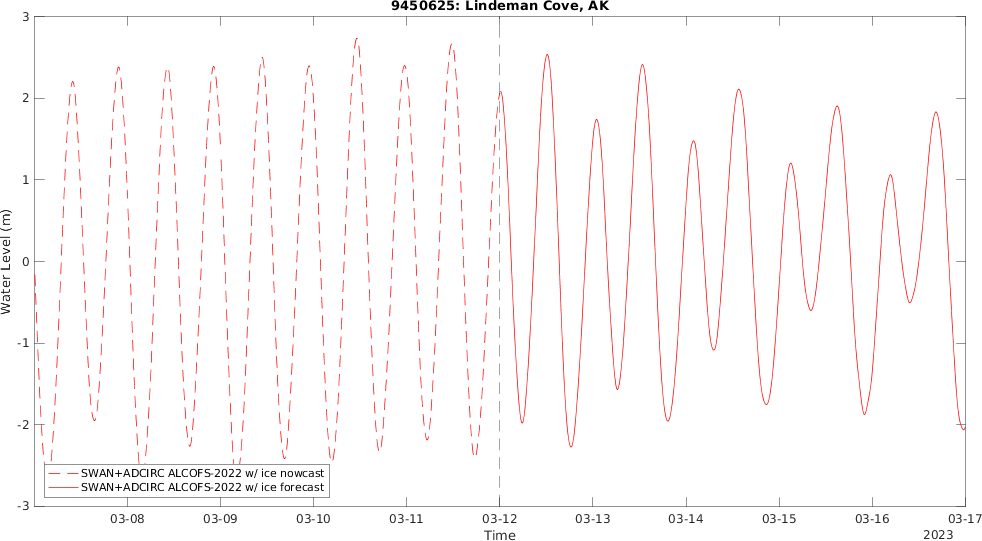 9450625: Lindeman Cove, AK
3
2
1
0
-1
-2
-3
Water Level (m)
SWAN+ADCIRC ALCOFS-2022 w/ ice nowcast
SWAN+ADCIRC ALCOFS-2022 w/ ice forecast
03-08 03-09 03-10 03-11 03-12 03-13 03-14 03-15 03-16 03-17
Time
2023